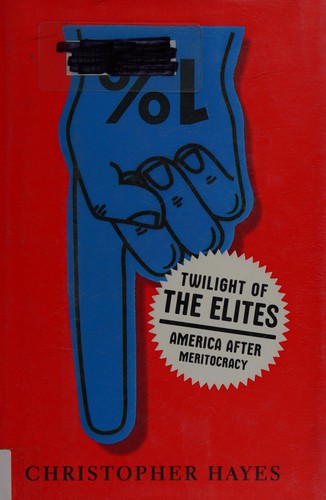 1%
TWILIGHT OF
THE ELITES
AMERICA AFTER
MERITOCRACY
CHRISTOPHER HAYES